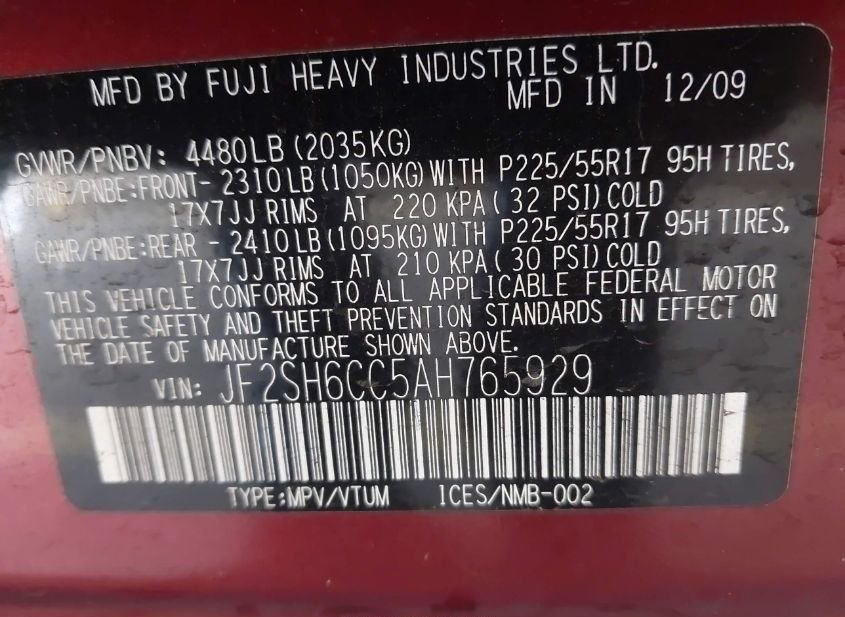 MFD BY FUJI HEAVY INDUSTRIES LTD.
MFD IN 12/09
GVWR/PNBV: 4480LB (2035KG)
GAWR/PNBE:FRONT- 2310LB (1050KG) WITH P225/55R17 95H TIRES,
17X7JJ RIMS AT 220 KPA ( 32 PSI) COLD
GAWR/PNBE:REAR - 2410LB (1095KG) WITH P225/55R17 95H TIRES,
17X7JJ RIMS AT 210 KPA ( 30 PSI) COLD
THIS VEHICLE CONFORMS TO ALL APPLICABLE FEDERAL MOTOR
VEHICLE SAFETY AND THEFT PREVENTION STANDARDS IN EFFECT ON
THE DATE OF MANUFACTURE SHOWN ABOVE.
VIN: JF2SH6CC5AH765929
TYPE:MPV/VTUM ICES/NMB-002